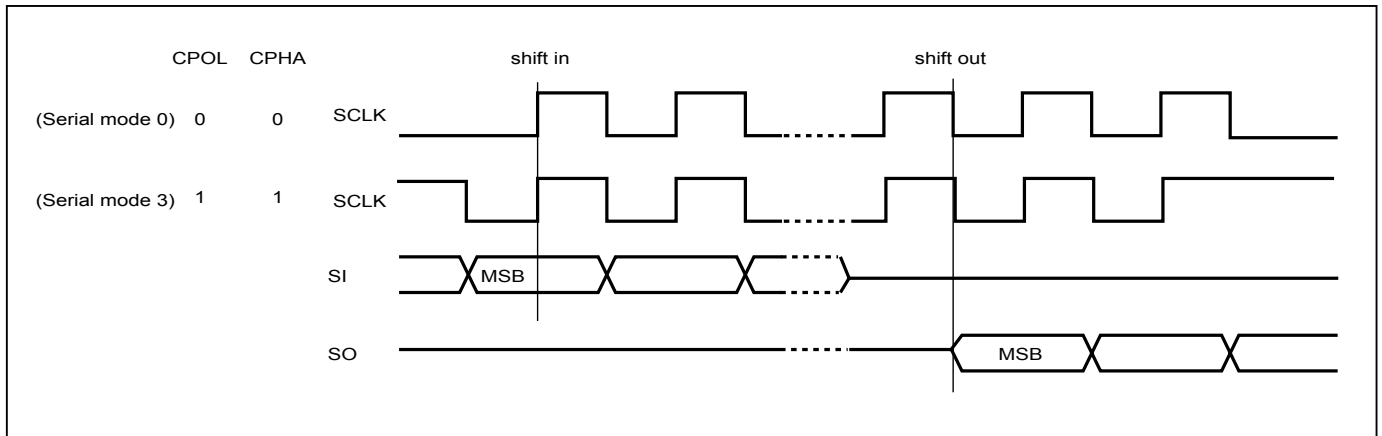 CPOL CPHA shift in shift out
(Serial mode 0) 0 0 SCLK
(Serial mode 3) 1 1 SCLK
SI MSB
SO MSB